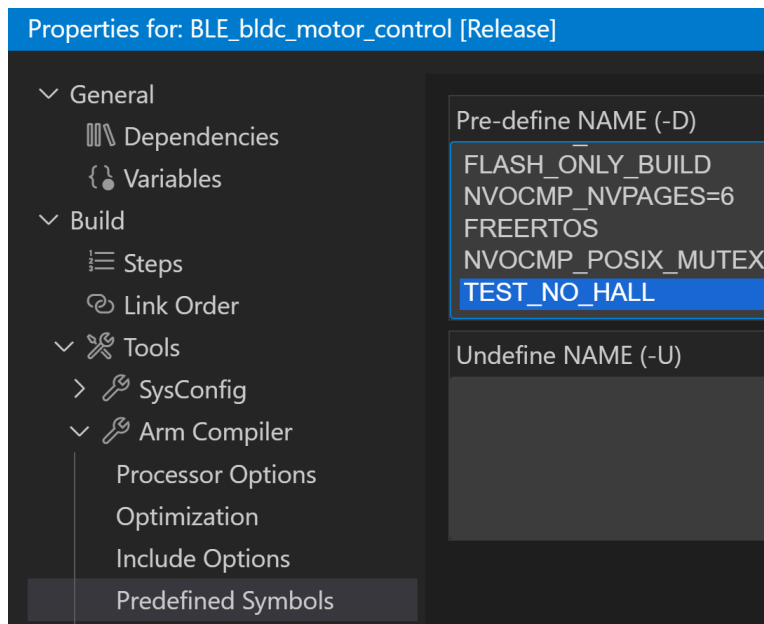 Properties for: BLE_bldc_motor_control [Release]
General
Dependencies
Variables
Build
Steps
Link Order
Tools
SysConfig
Arm Compiler
Processor Options
Optimization
Include Options
Predefined Symbols
Pre-define NAME (-D)
FLASH_ONLY_BUILD
NVOCMP_NVPAGES=6
FREERTOS
NVOCMP_POSIX_MUTEX
TEST_NO_HALL
Undefine NAME (-U)